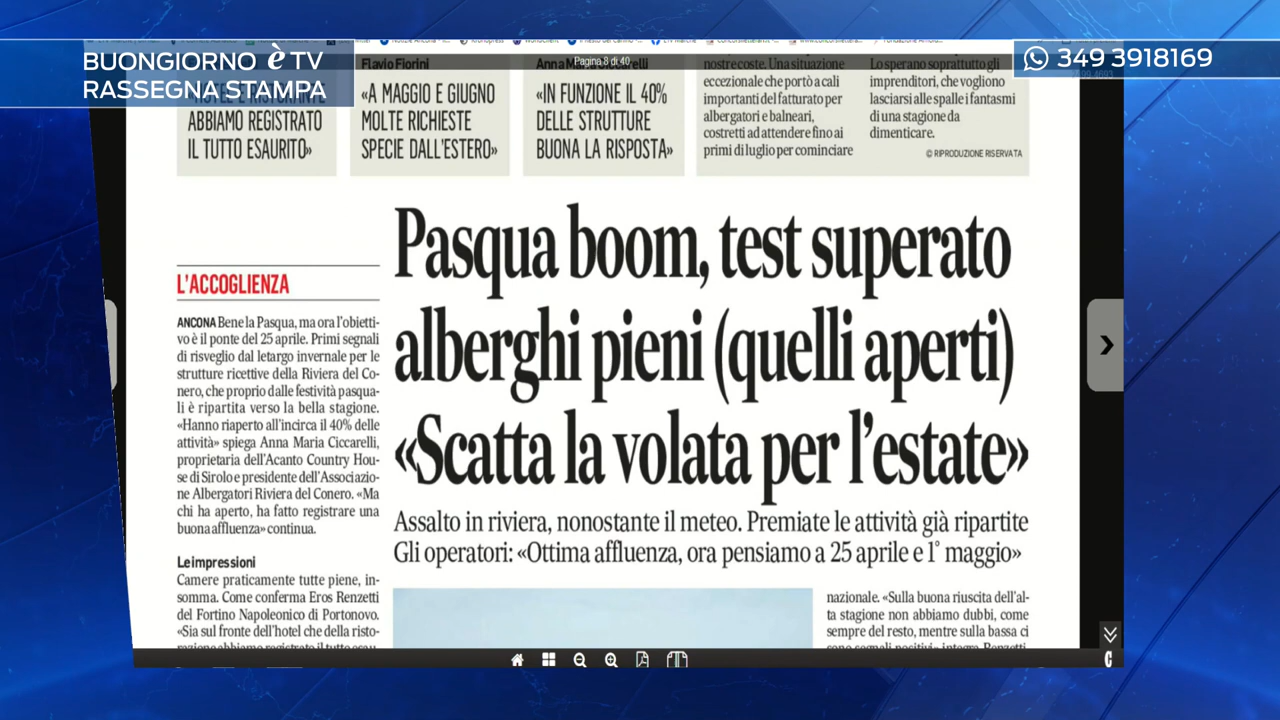 BUONGIORNO è TV
RASSEGNA STAMPA
349 3918169
Pagina 8 di 40
Flavio Fiorini
ABBIAMO REGISTRATO
IL TUTTO ESAURITO»
«A MAGGIO E GIUGNO
MOLTE RICHIESTE
SPECIE DALL'ESTERO»
«IN FUNZIONE IL 40%
DELLE STRUTTURE
BUONA LA RISPOSTA»
nostre coste. Una situazione
eccezionale che portò a cali
importanti del fatturato per
albergatori e balneari,
costretti ad attendere fino ai
primi di luglio per cominciare
Lo sperano soprattutto gli
imprenditori, che vogliono
lasciarsi alle spalle i fantasmi
di una stagione da
dimenticare.
© RIPRODUZIONE RISERVATA
Pasqua boom, test superato
alberghi pieni (quelli aperti)
«Scatta la volata per l'estate»
Assalto in riviera, nonostante il meteo. Premiate le attività già ripartite
Gli operatori: «Ottima affluenza, ora pensiamo a 25 aprile e 1° maggio»
L'ACCOGLIENZA
ANCONA Bene la Pasqua, ma ora l'obietti-
vo è il ponte del 25 aprile. Primi segnali
di risveglio dal letargo invernale per le
strutture ricettive della Riviera del Co-
nero, che proprio dalle festività pasqua-
li è ripartita verso la bella stagione.
«Hanno riaperto all'incirca il 40% delle
attività» spiega Anna Maria Ciccarelli,
proprietaria dell'Acanto Country Hou-
se di Sirolo e presidente dell'Associazio-
ne Albergatori Riviera del Conero. «Ma
chi ha aperto, ha fatto registrare una
buona affluenza» continua.
Le impressioni
Camere praticamente tutte piene, in-
somma. Come conferma Eros Renzetti
del Fortino Napoleonico di Portonovo.
«Sia sul fronte dell'hotel che della risto-
razione abbiamo registrato il tutto esau-
nazionale. «Sulla buona riuscita dell'al-
ta stagione non abbiamo dubbi, come
sempre del resto, mentre sulla bassa ci
sono segnali positivi» integra Renzetti.